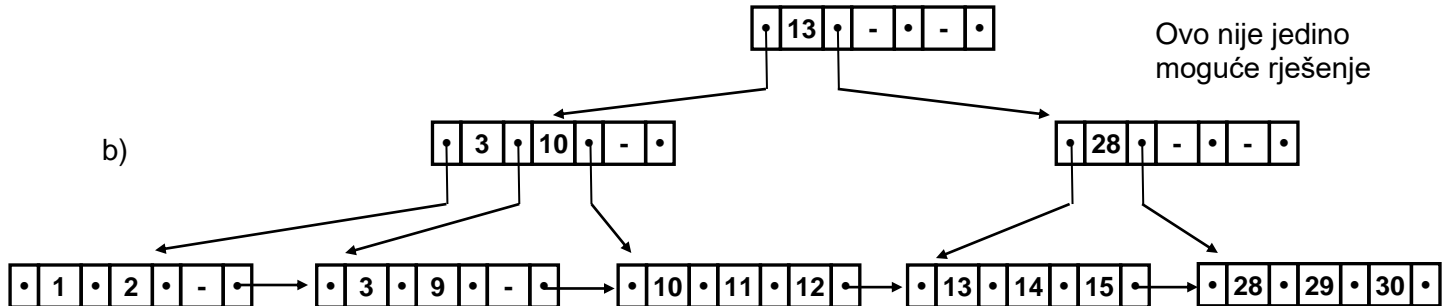 • 13 • - • - •
Ovo nije jedino
moguće rješenje
b)
• 3 • 10 • - •
• 28 • - • - •
• 1 • 2 • - •
• 3 • 9 • - •
• 10 • 11 • 12 •
• 13 • 14 • 15 •
• 28 • 29 • 30 •